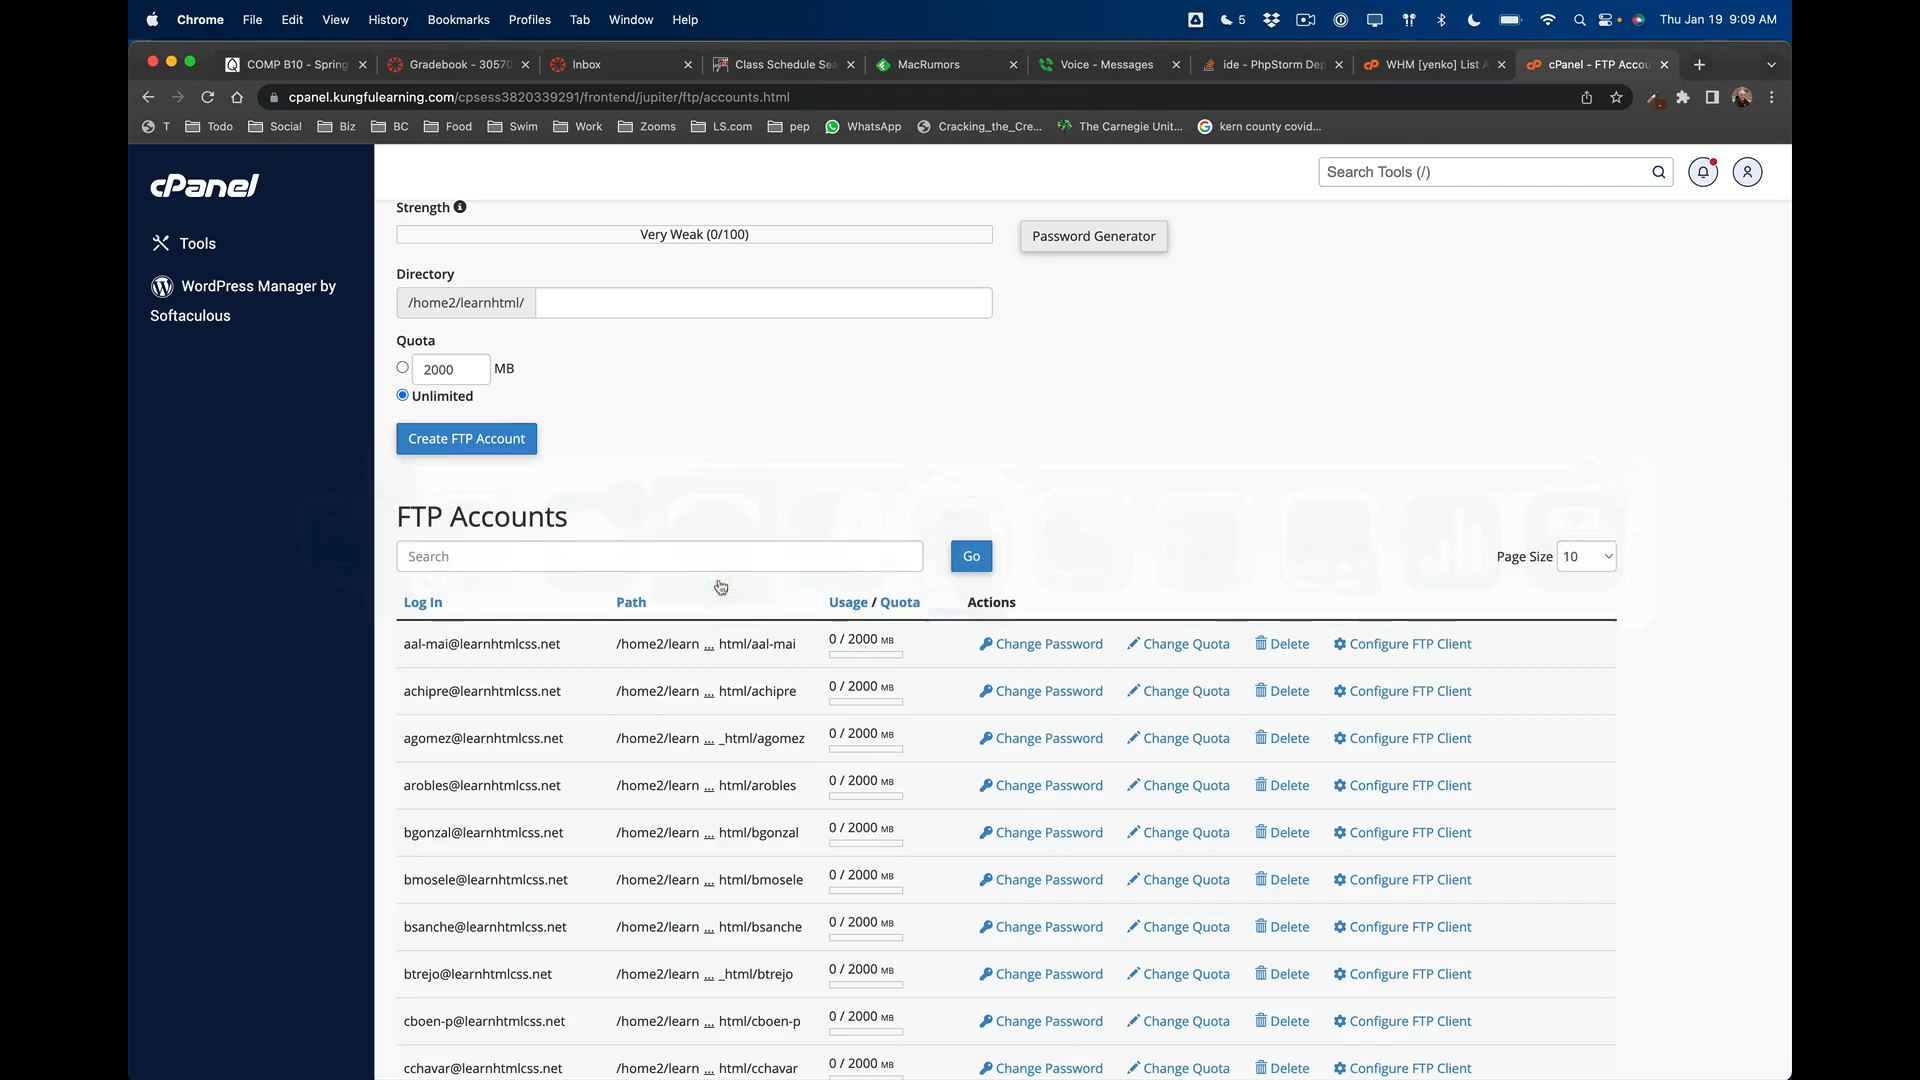 Chrome File Edit View History Bookmarks Profiles Tab Window Help 5 Thu Jan 19 9:09 AM
COMP B10 - Spring Gradebook - 30570 Inbox Class Schedule Sea MacRumors Voice - Messages ide - PhpStorm Dep WHM [yenko] List A cPanel - FTP Accou
cpanel.kungfulearning.com/cpsess3820339291/frontend/jupiter/ftp/accounts.html
T Todo Social Biz BC Food Swim Work Zooms LS.com pep WhatsApp Cracking_the_Cre... The Carnegie Unit... kern county covid...
cPanel
Search Tools (/)
Tools
WordPress Manager by
Softaculous
Strength
Very Weak (0/100)
Password Generator
Directory
/home2/learnhtml/
Quota
2000 MB
Unlimited
Create FTP Account
FTP Accounts
Search Go Page Size 10
Log In Path Usage / Quota Actions
aal-mai@learnhtmlcss.net /home2/learn ... html/aal-mai 0 / 2000 MB Change Password Change Quota Delete Configure FTP Client
achipre@learnhtmlcss.net /home2/learn ... html/achipre 0 / 2000 MB Change Password Change Quota Delete Configure FTP Client
agomez@learnhtmlcss.net /home2/learn ... _html/agomez 0 / 2000 MB Change Password Change Quota Delete Configure FTP Client
arobles@learnhtmlcss.net /home2/learn ... html/arobles 0 / 2000 MB Change Password Change Quota Delete Configure FTP Client
bgonzal@learnhtmlcss.net /home2/learn ... html/bgonzal 0 / 2000 MB Change Password Change Quota Delete Configure FTP Client
bmosele@learnhtmlcss.net /home2/learn ... html/bmosele 0 / 2000 MB Change Password Change Quota Delete Configure FTP Client
bsanche@learnhtmlcss.net /home2/learn ... html/bsanche 0 / 2000 MB Change Password Change Quota Delete Configure FTP Client
btrejo@learnhtmlcss.net /home2/learn ... _html/btrejo 0 / 2000 MB Change Password Change Quota Delete Configure FTP Client
cboen-p@learnhtmlcss.net /home2/learn ... html/cboen-p 0 / 2000 MB Change Password Change Quota Delete Configure FTP Client
cchavar@learnhtmlcss.net /home2/learn ... html/cchavar 0 / 2000 MB Change Password Change Quota Delete Configure FTP Client